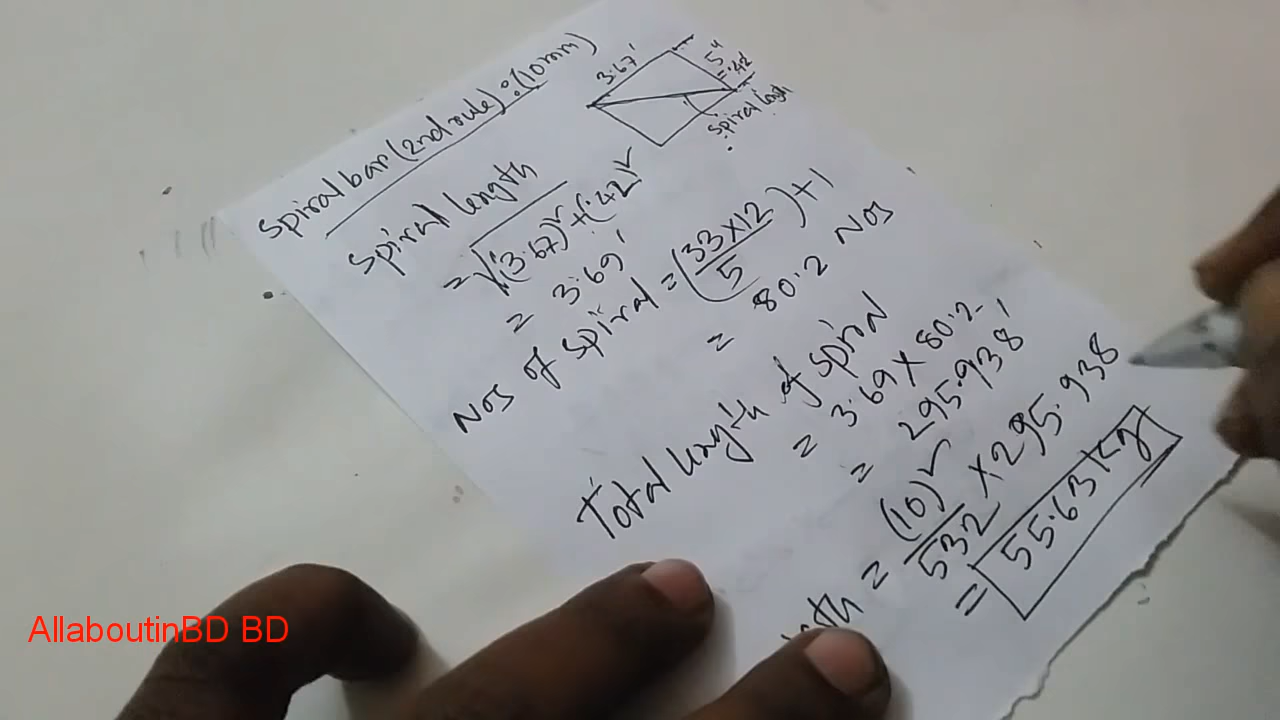 Spiral bar (2nd rule) : (10mm)
3.67'
5"
= .42'
spiral length
Spiral length
= √(3.67)² + (.42)²
= 3.69'
Nos of spiral = (33×12/5) + 1
= 80.2 Nos
Total length of spiral
= 3.69 × 80.2
= 295.938'
= (10)²/532 × 295.938
= 55.63 Kg
AllaboutinBD BD